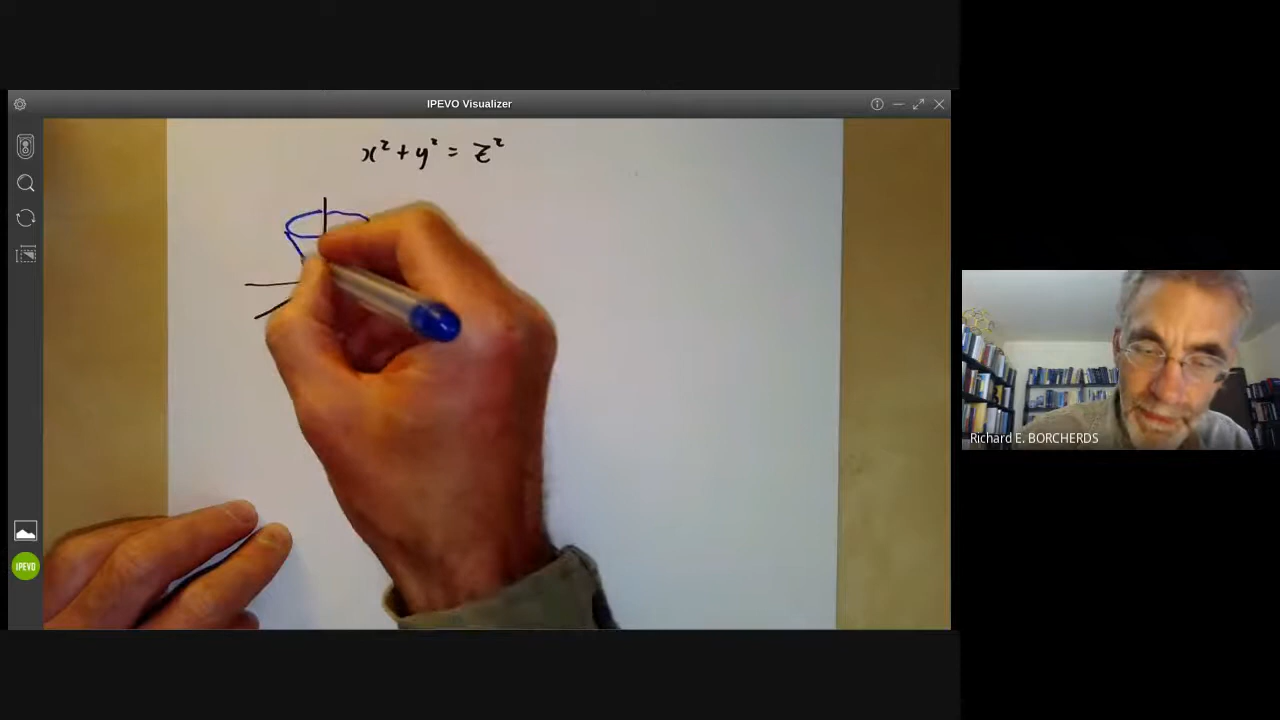 IPEVO Visualizer
x² + y² = z²
Richard E. BORCHERDS
IPEVO